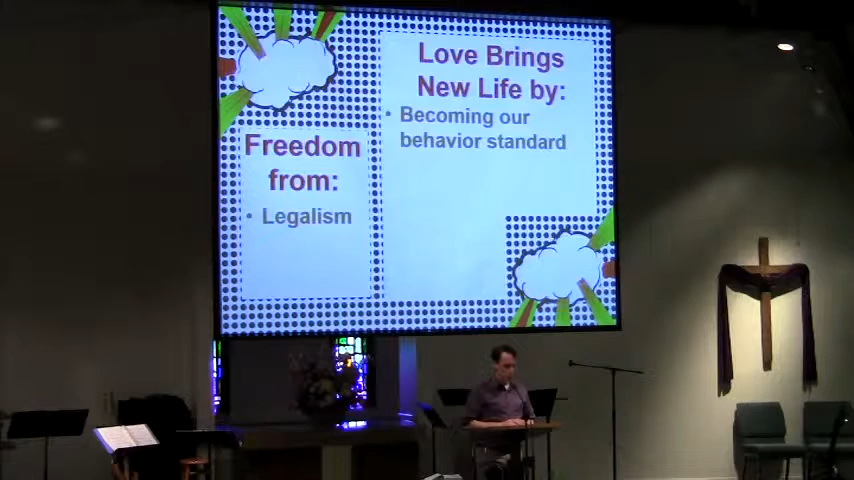 Love Brings
New Life by:
• Becoming our
behavior standard
Freedom
from:
• Legalism